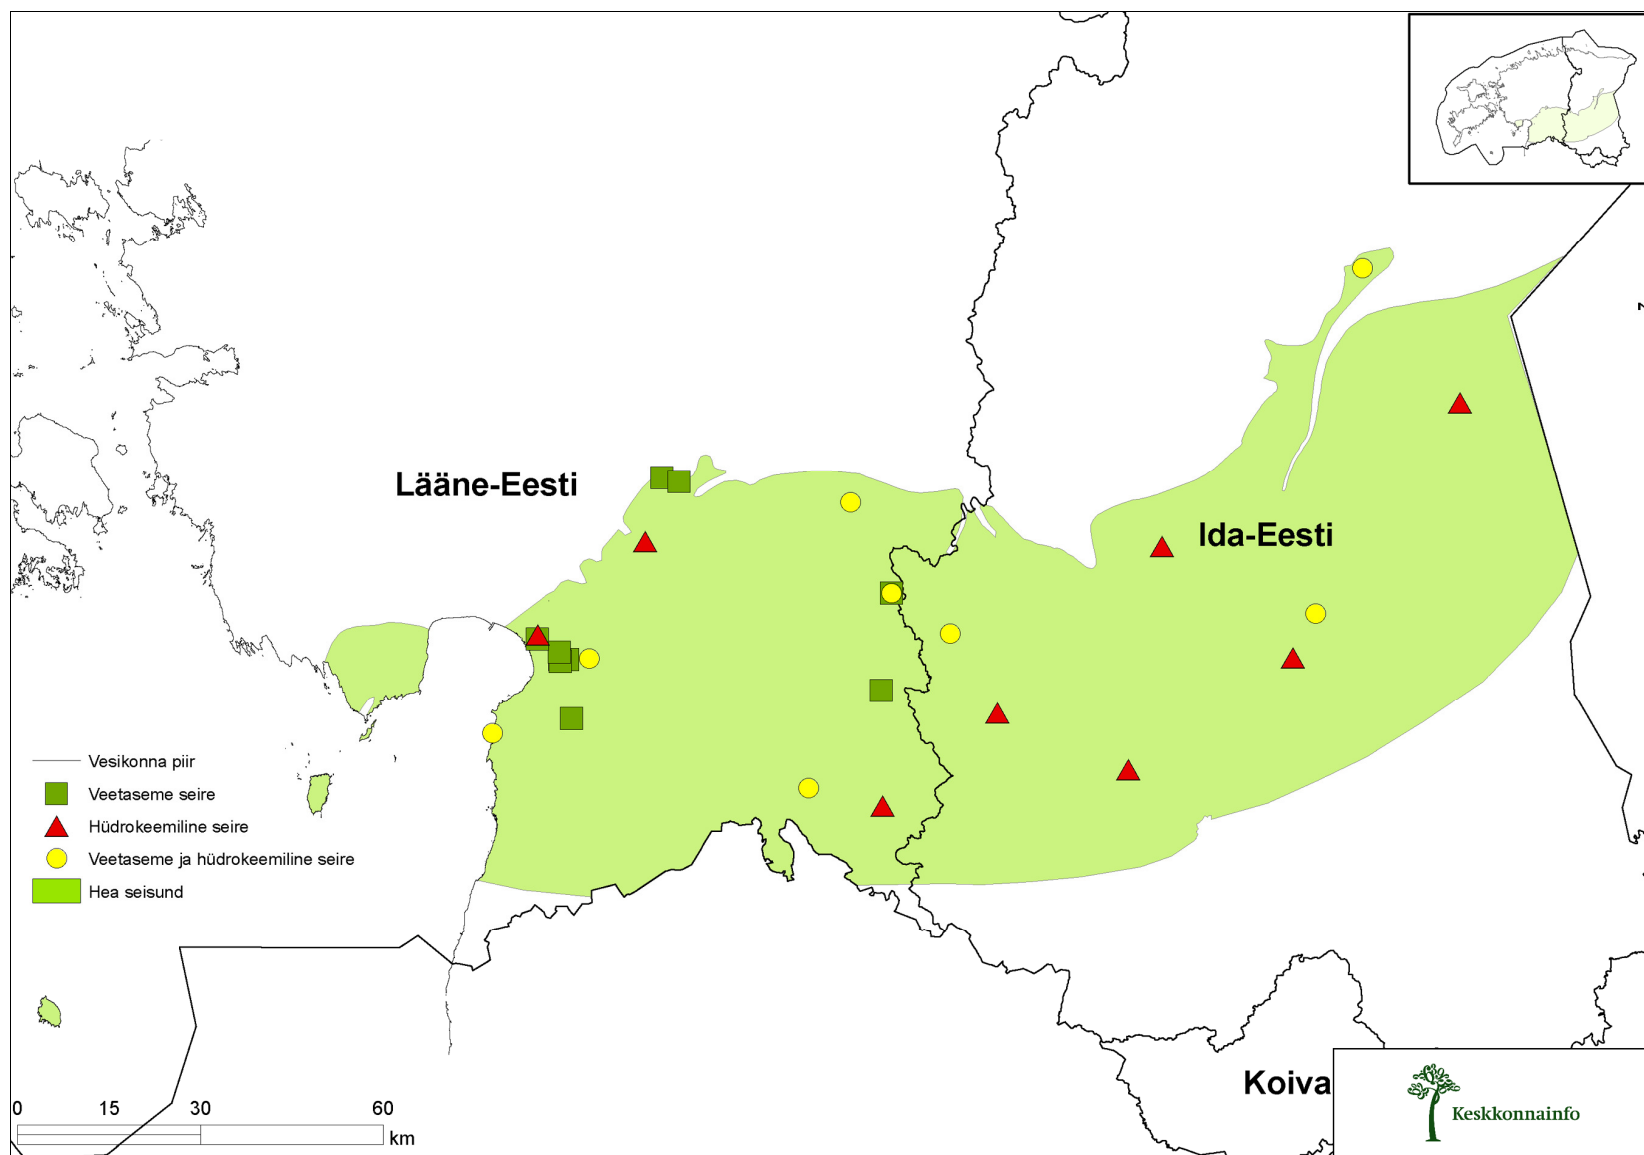 Lääne-Eesti
Ida-Eesti
Vesikonna piir
Veetaseme seire
Hüdrokeemiline seire
Veetaseme ja hüdrokeemiline seire
Hea seisund
Koiva
0 15 30 60
km
Keskkonnainfo